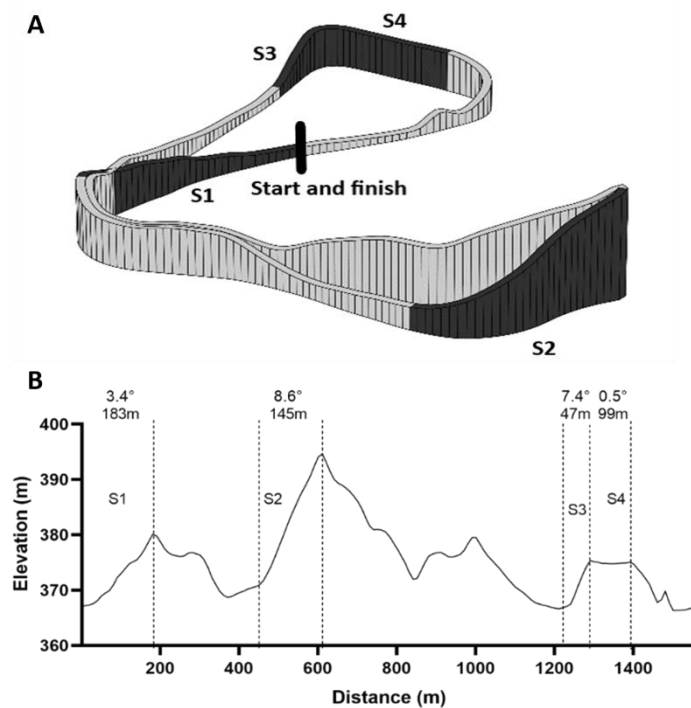 A
S4
S3
S1
Start and finish
S2
B
3.4° 8.6° 7.4° 0.5°
183m 145m 47m 99m
400
390
380
370
360
S1 S2 S3 S4
Elevation (m)
200 400 600 800 1000 1200 1400
Distance (m)